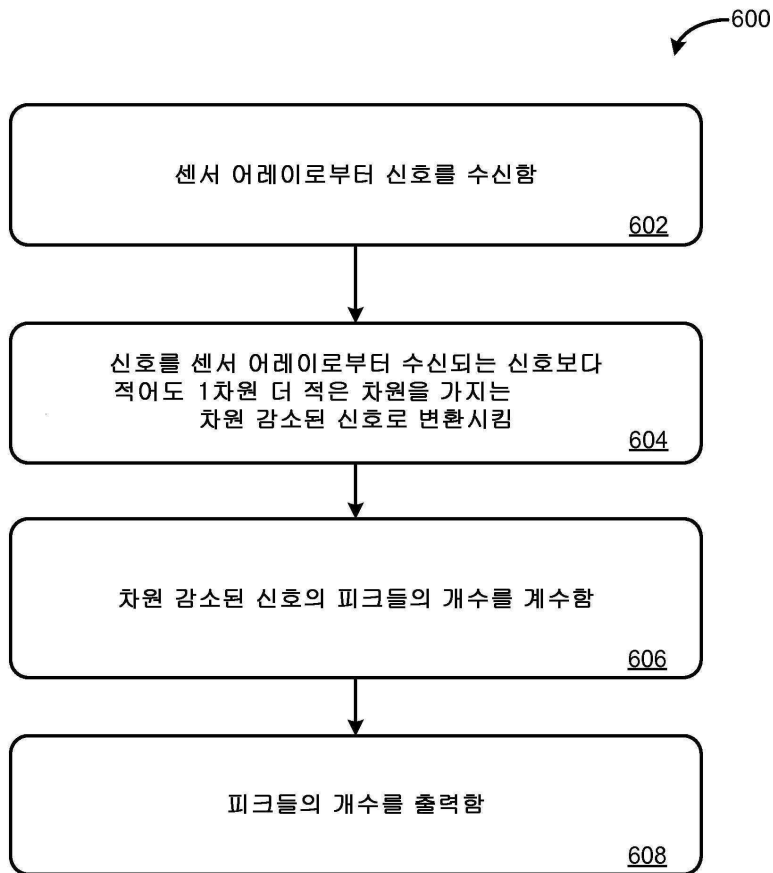 600
센서 어레이로부터 신호를 수신함
602
신호를 센서 어레이로부터 수신되는 신호보다
적어도 1차원 더 적은 차원을 가지는
차원 감소된 신호로 변환시킴
604
차원 감소된 신호의 피크들의 개수를 계수함
606
피크들의 개수를 출력함
608